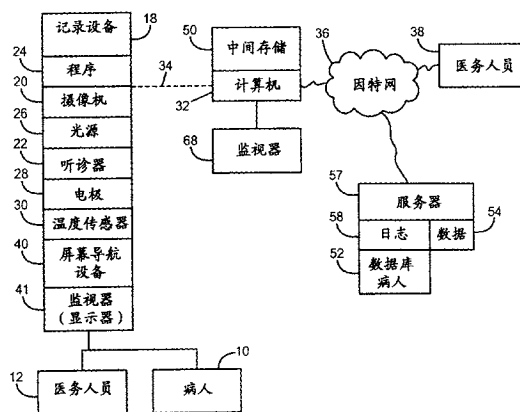 记录设备
18
24
程序
20
摄像机
26
光源
22
听诊器
28
电极
30
温度传感器
40
屏幕导航
设备
41
监视器
(显示器)
12
医务人员
10
病人
34
50
中间存储
32
计算机
68
监视器
36
因特网
38
医务人员
57
服务器
58
日志
数据
54
52
数据库
病人